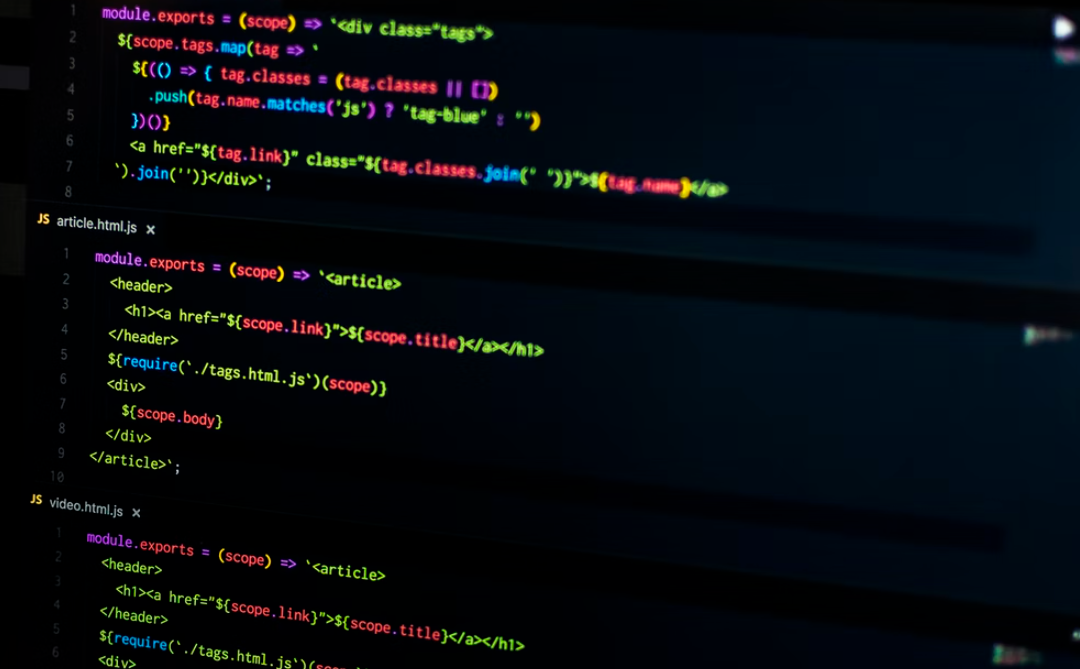 1 module.exports = (scope) => `<div class="tags">
2 ${scope.tags.map(tag => `
3 ${(() => { tag.classes = (tag.classes || [])
4 .push(tag.name.matches('js') ? 'tag-blue' : '')
5 })()}
6 <a href="${tag.link}" class="${tag.classes.join(' ')}">${tag.name}</a>
7 `).join('')}</div>`;
8
JS article.html.js ×
1 module.exports = (scope) => `<article>
2 <header>
3 <h1><a href="${scope.link}">${scope.title}</a></h1>
4 </header>
5 ${require(`./tags.html.js`)(scope)}
6 <div>
7 ${scope.body}
8 </div>
9 </article>`;
10
JS video.html.js ×
1 module.exports = (scope) => `<article>
2 <header>
3 <h1><a href="${scope.link}">${scope.title}</a></h1>
4 </header>
5 ${require(`./tags.html.js`)
6 <div>